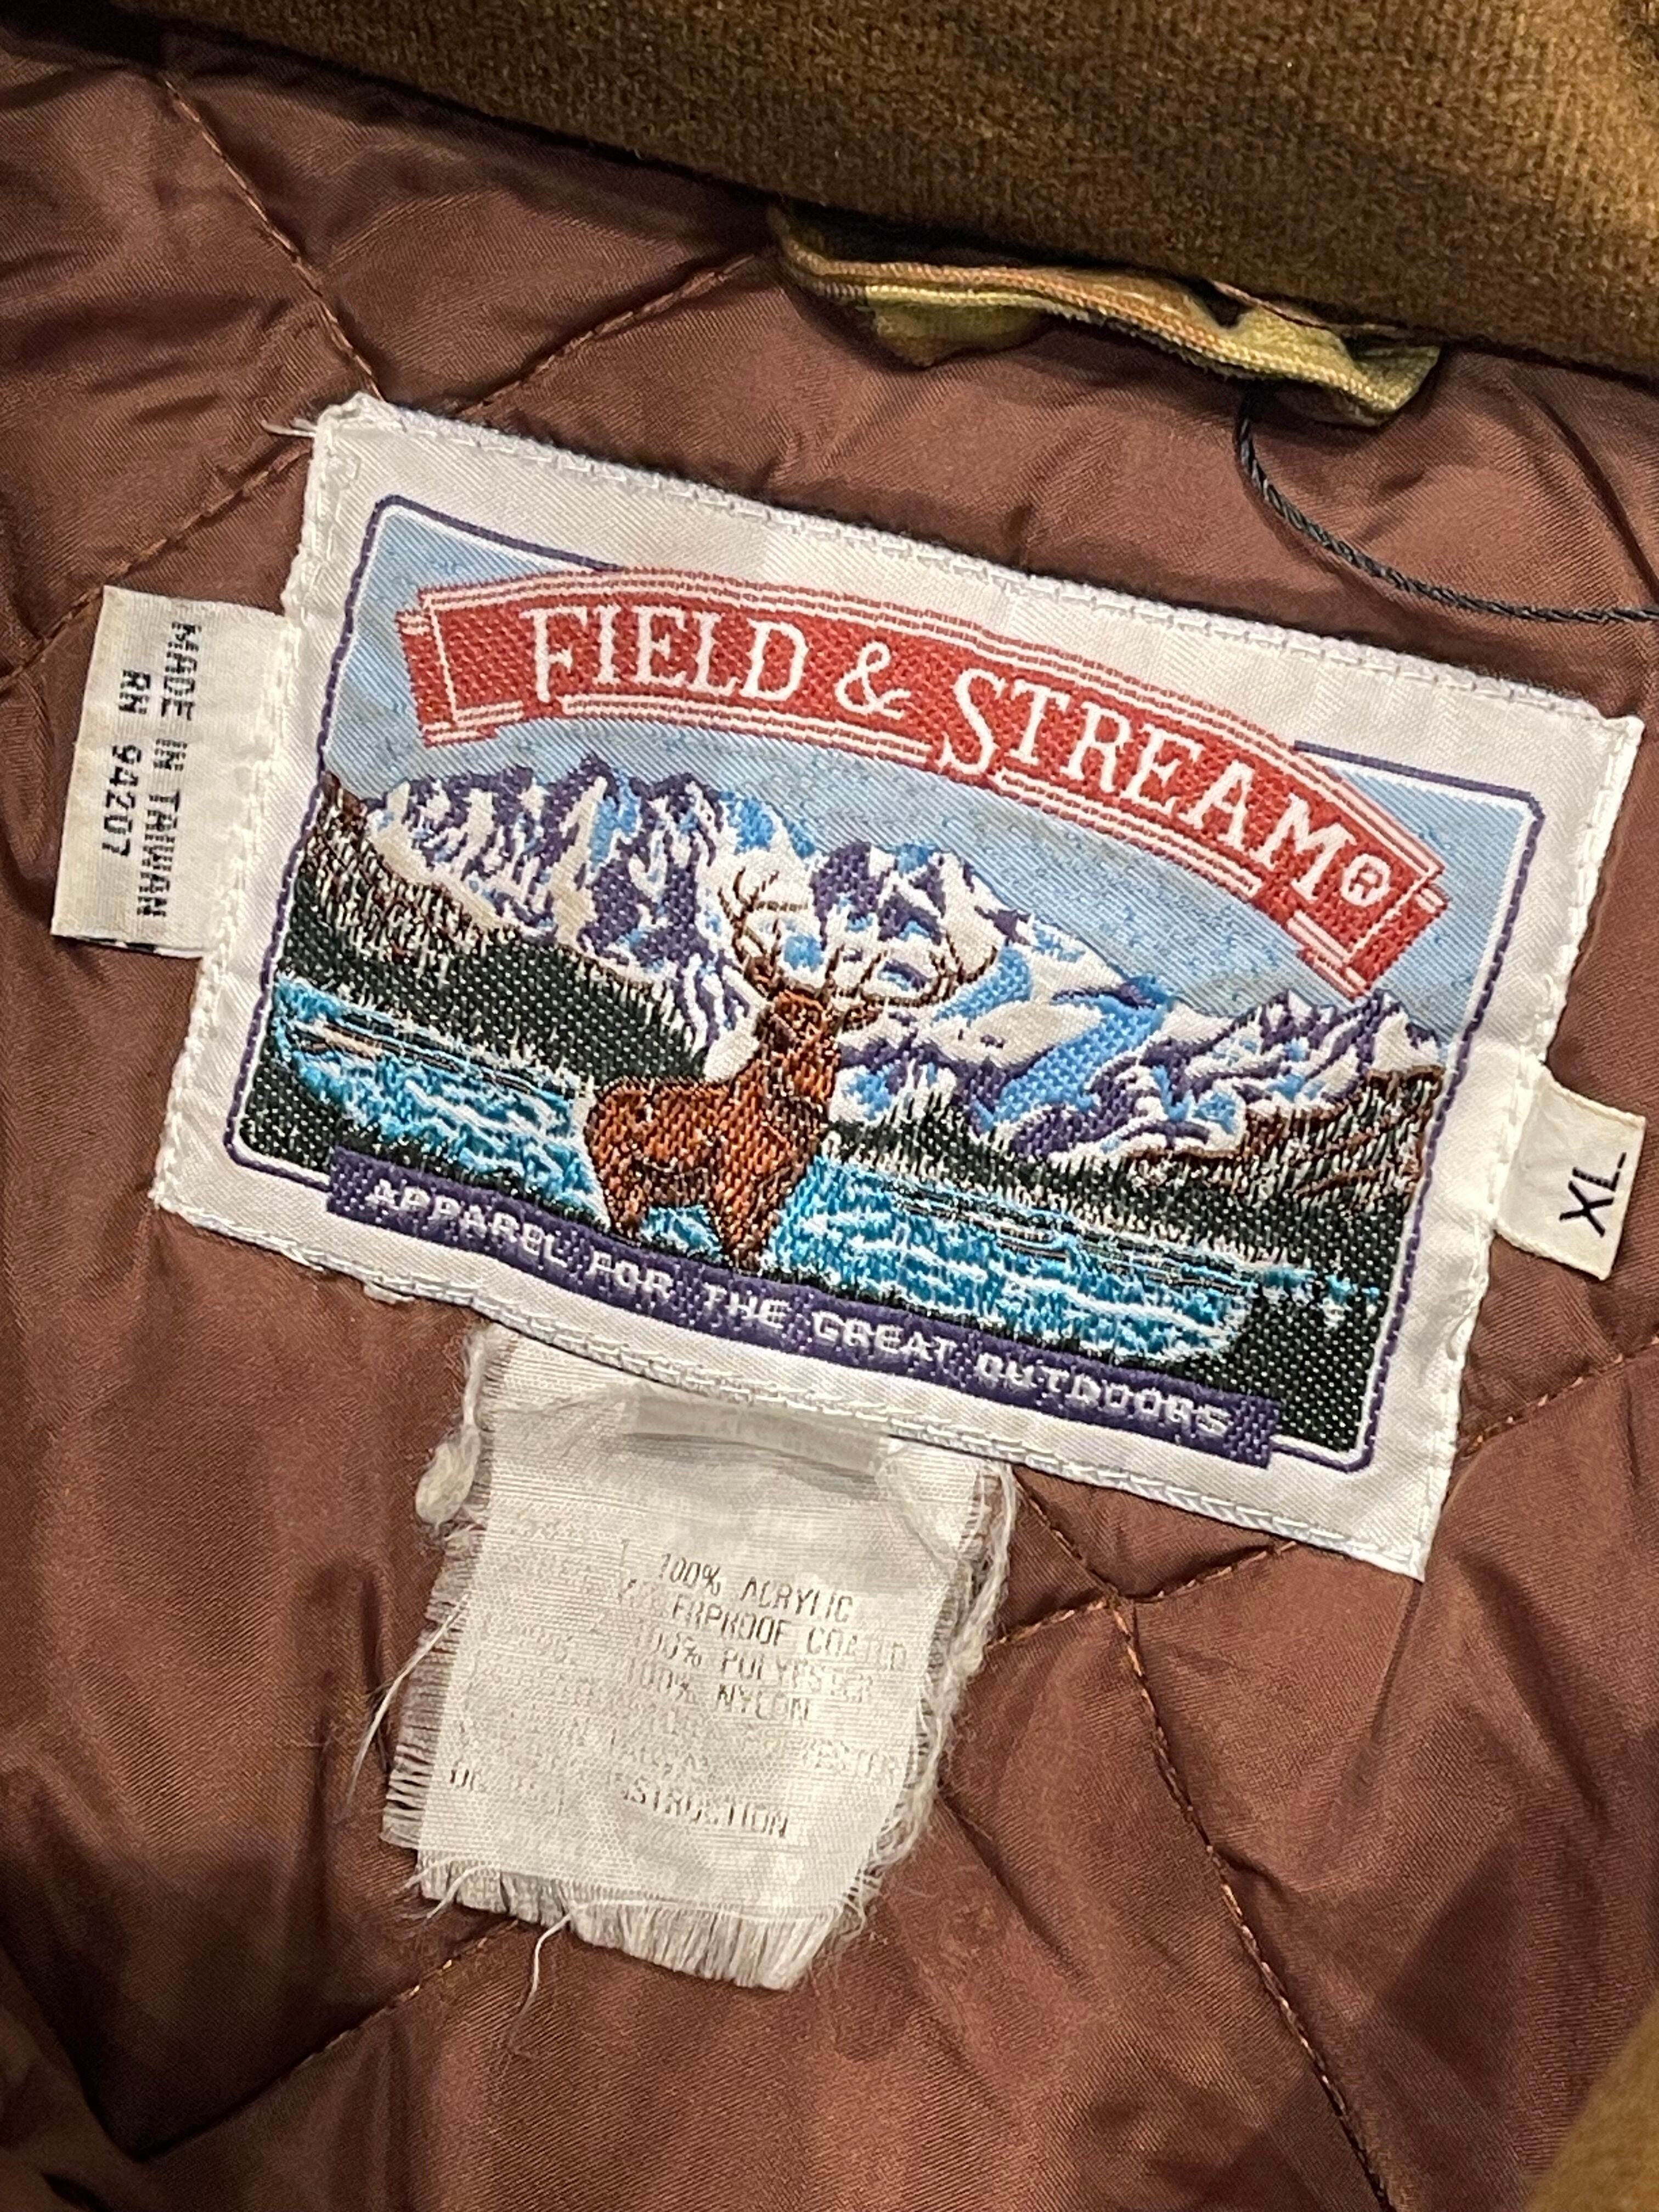 FIELD & STREAM®
APPAREL FOR THE GREAT OUTDOORS
MADE IN TAIWAN
RN 94207
XL
100% ACRYLIC
100% POLYESTER
100% NYLON